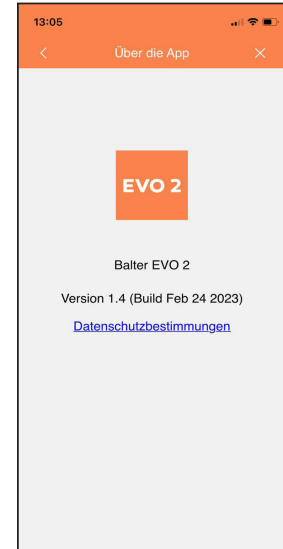 13:05
Über die App
EVO 2
Balter EVO 2
Version 1.4 (Build Feb 24 2023)
Datenschutzbestimmungen